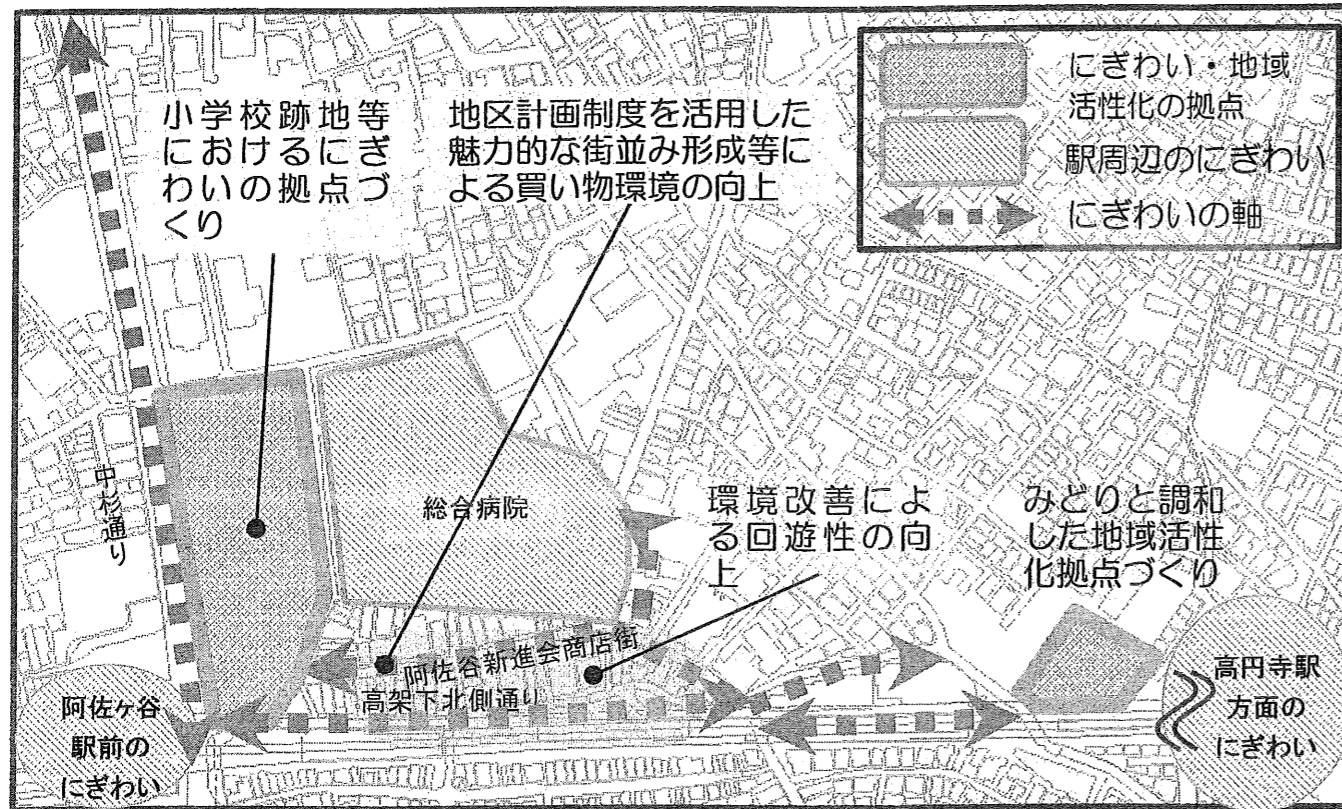 にぎわい・地域
活性化の拠点
駅周辺のにぎわい
にぎわいの軸
小学校跡地等
におけるにぎ
わいの拠点づ
くり
地区計画制度を活用した
魅力的な街並み形成等に
よる買い物環境の向上
中杉通り
総合病院
環境改善によ
る回遊性の向
上
みどりと調和
した地域活性
化拠点づくり
阿佐谷新進会商店街
高架下北側通り
阿佐ヶ谷
駅前の
にぎわい
高円寺駅
方面の
にぎわい